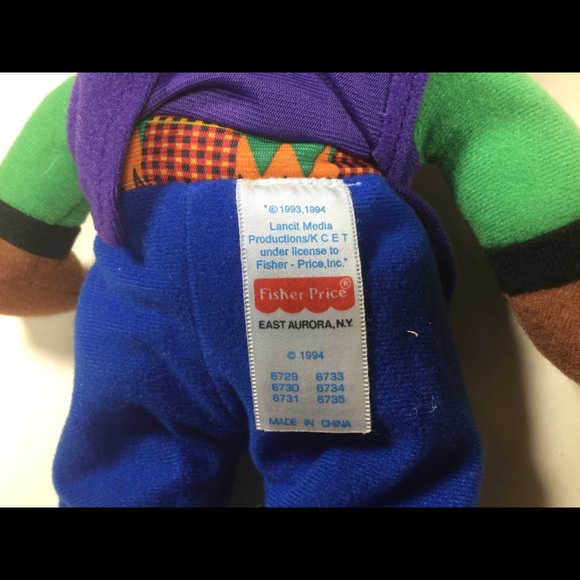 "© 1993,1994
Lancit Media
Productions/K C E T
under license to
Fisher - Price,Inc."
Fisher-Price®
EAST AURORA, N.Y.
© 1994
6729 6733
6730 6734
6731 6735
MADE IN CHINA